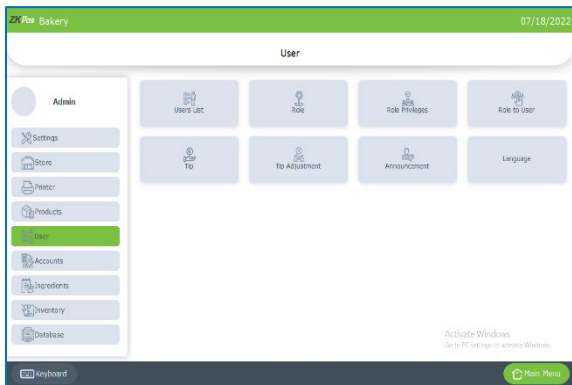 ZKPos Bakery
07/18/2022
User
Admin
Settings
Store
Printer
Products
User
Accounts
Ingredients
Inventory
Database
Users List
Role
Role Privileges
Role to User
Tip
Tip Adjustment
Announcement
Language
Activate Windows
Go to PC settings to activate Windows.
Keyboard
Main Menu